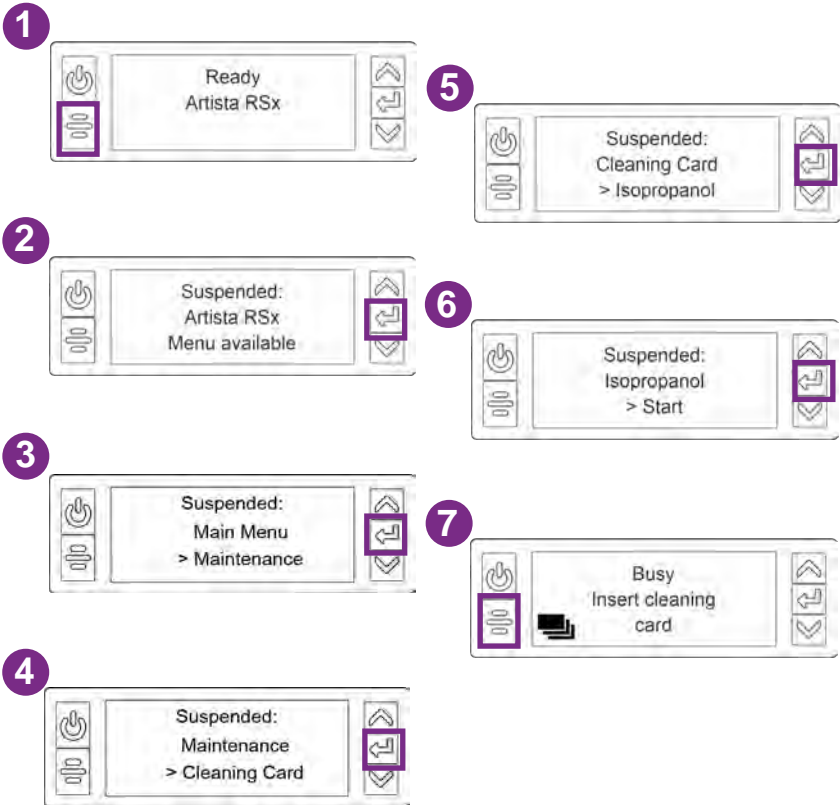 1
Ready
Artista RSx
2
Suspended:
Artista RSx
Menu available
3
Suspended:
Main Menu
> Maintenance
4
Suspended:
Maintenance
> Cleaning Card
5
Suspended:
Cleaning Card
> Isopropanol
6
Suspended:
Isopropanol
> Start
7
Busy
Insert cleaning
card